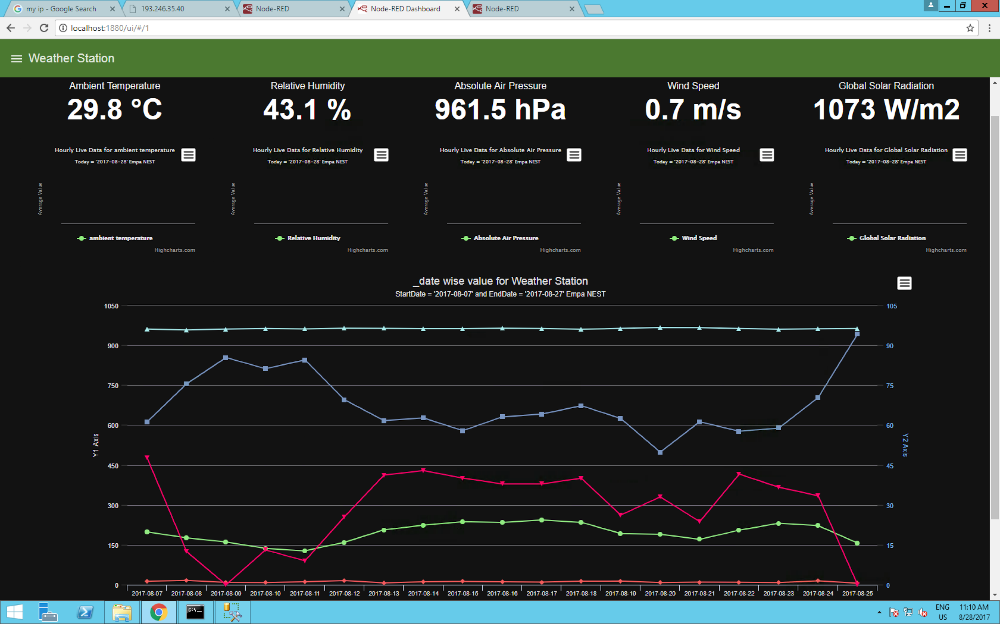 my ip - Google Search
193.246.35.40
Node-RED
Node-RED Dashboard
Node-RED
localhost:1880/ui/#/1
Weather Station
Ambient Temperature
29.8 °C
Relative Humidity
43.1 %
Absolute Air Pressure
961.5 hPa
Wind Speed
0.7 m/s
Global Solar Radiation
1073 W/m2
Hourly Live Data for ambient temperature
Today = '2017-08-28' Empa NEST
Average Value
ambient temperature
Highcharts.com
Hourly Live Data for Relative Humidity
Today = '2017-08-28' Empa NEST
Average Value
Relative Humidity
Highcharts.com
Hourly Live Data for Absolute Air Pressure
Today = '2017-08-28' Empa NEST
Average Value
Absolute Air Pressure
Highcharts.com
Hourly Live Data for Wind Speed
Today = '2017-08-28' Empa NEST
Average Value
Wind Speed
Highcharts.com
Hourly Live Data for Global Solar Radiation
Today = '2017-08-28' Empa NEST
Average Value
Global Solar Radiation
Highcharts.com
_date wise value for Weather Station
StartDate = '2017-08-07' and EndDate = '2017-08-27' Empa NEST
1050 105
900 90
750 75
600 60
Y1 Axis
Y2 Axis
450 45
300 30
150 15
0 0
2017-08-07 2017-08-08 2017-08-09 2017-08-10 2017-08-11 2017-08-12 2017-08-13 2017-08-14 2017-08-15 2017-08-16 2017-08-17 2017-08-18 2017-08-19 2017-08-20 2017-08-21 2017-08-22 2017-08-23 2017-08-24 2017-08-25
C:\_
ENG 11:10 AM
US 8/28/2017